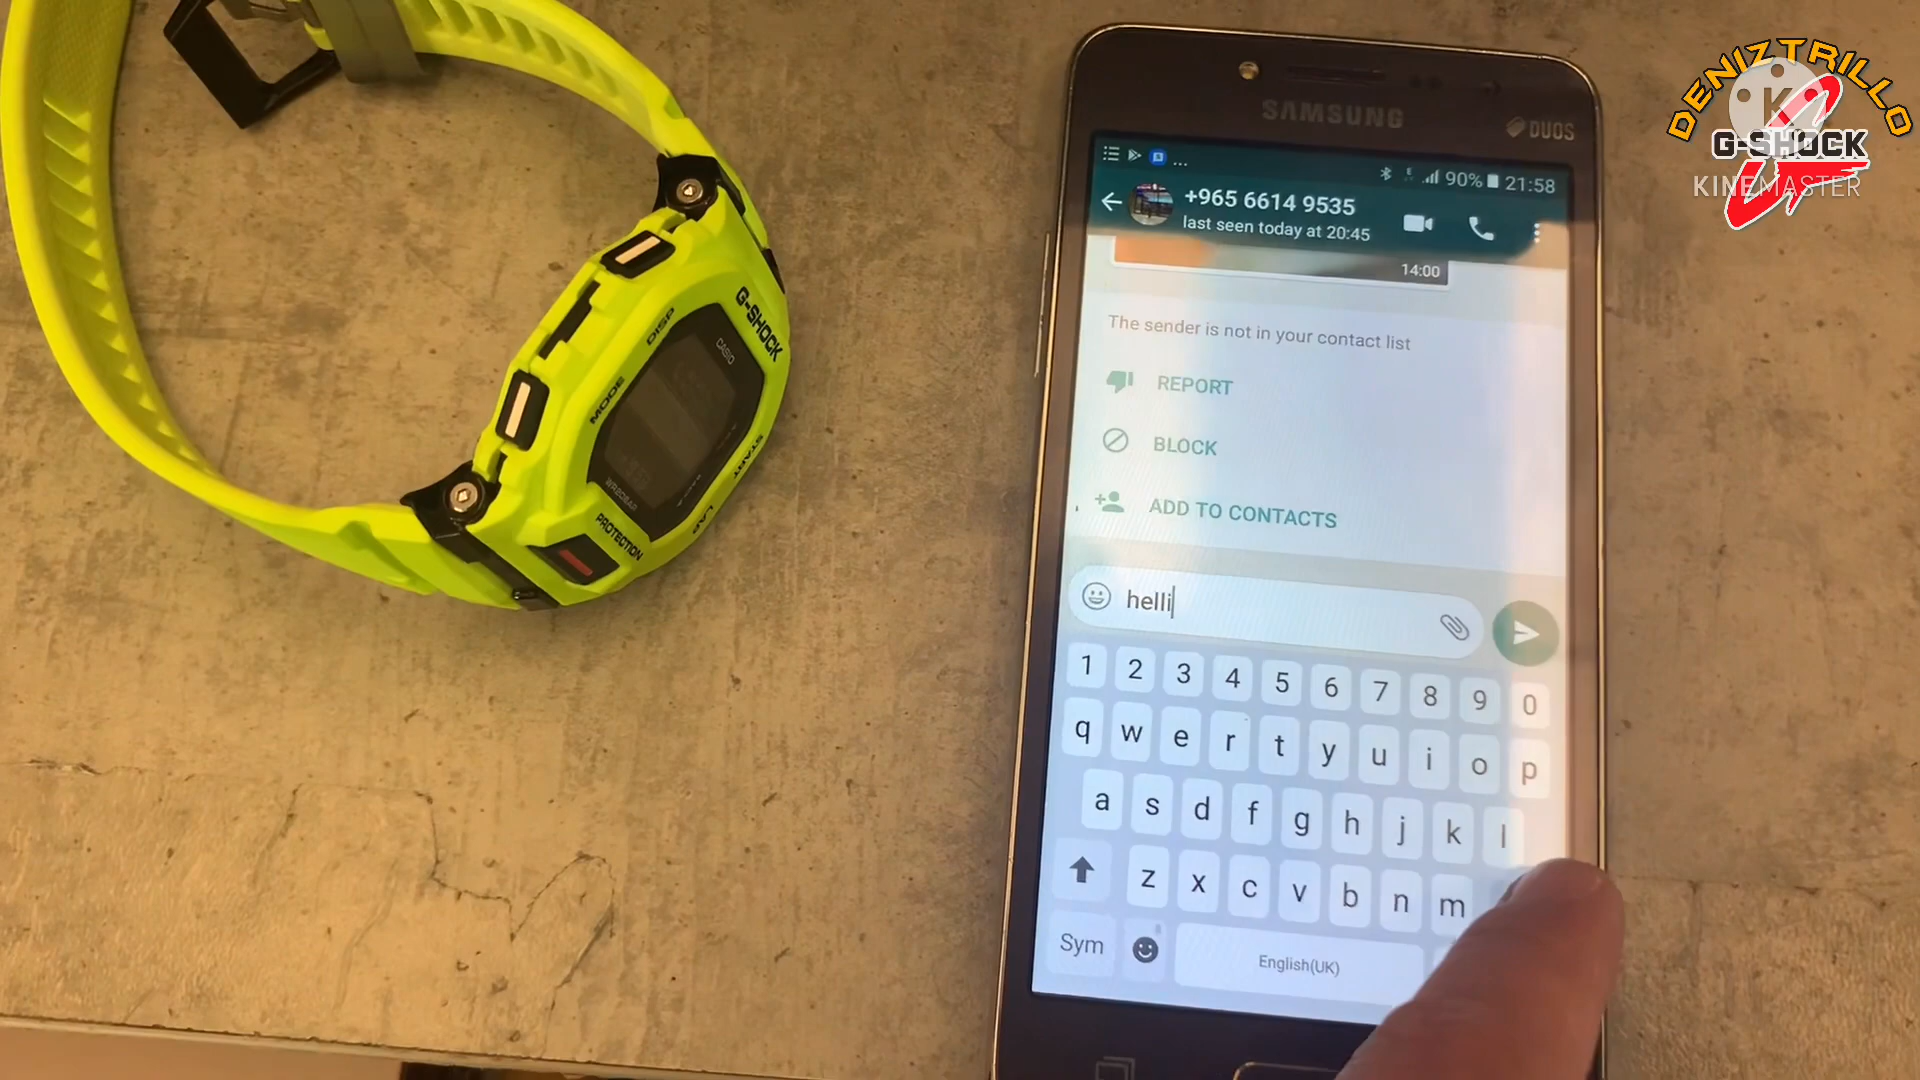 DENIZTRILLO
K
G-SHOCK
KINEMASTER
SAMSUNG
DUOS
90% 21:58
+965 6614 9535
last seen today at 20:45
14:00
The sender is not in your contact list
REPORT
BLOCK
ADD TO CONTACTS
helli
1 2 3 4 5 6 7 8 9 0
q w e r t y u i o p
a s d f g h j k l
z x c v b n m
Sym
English(UK)
G-SHOCK
CASIO
DISP
MODE
START
LAP
WR20BAR
PROTECTION